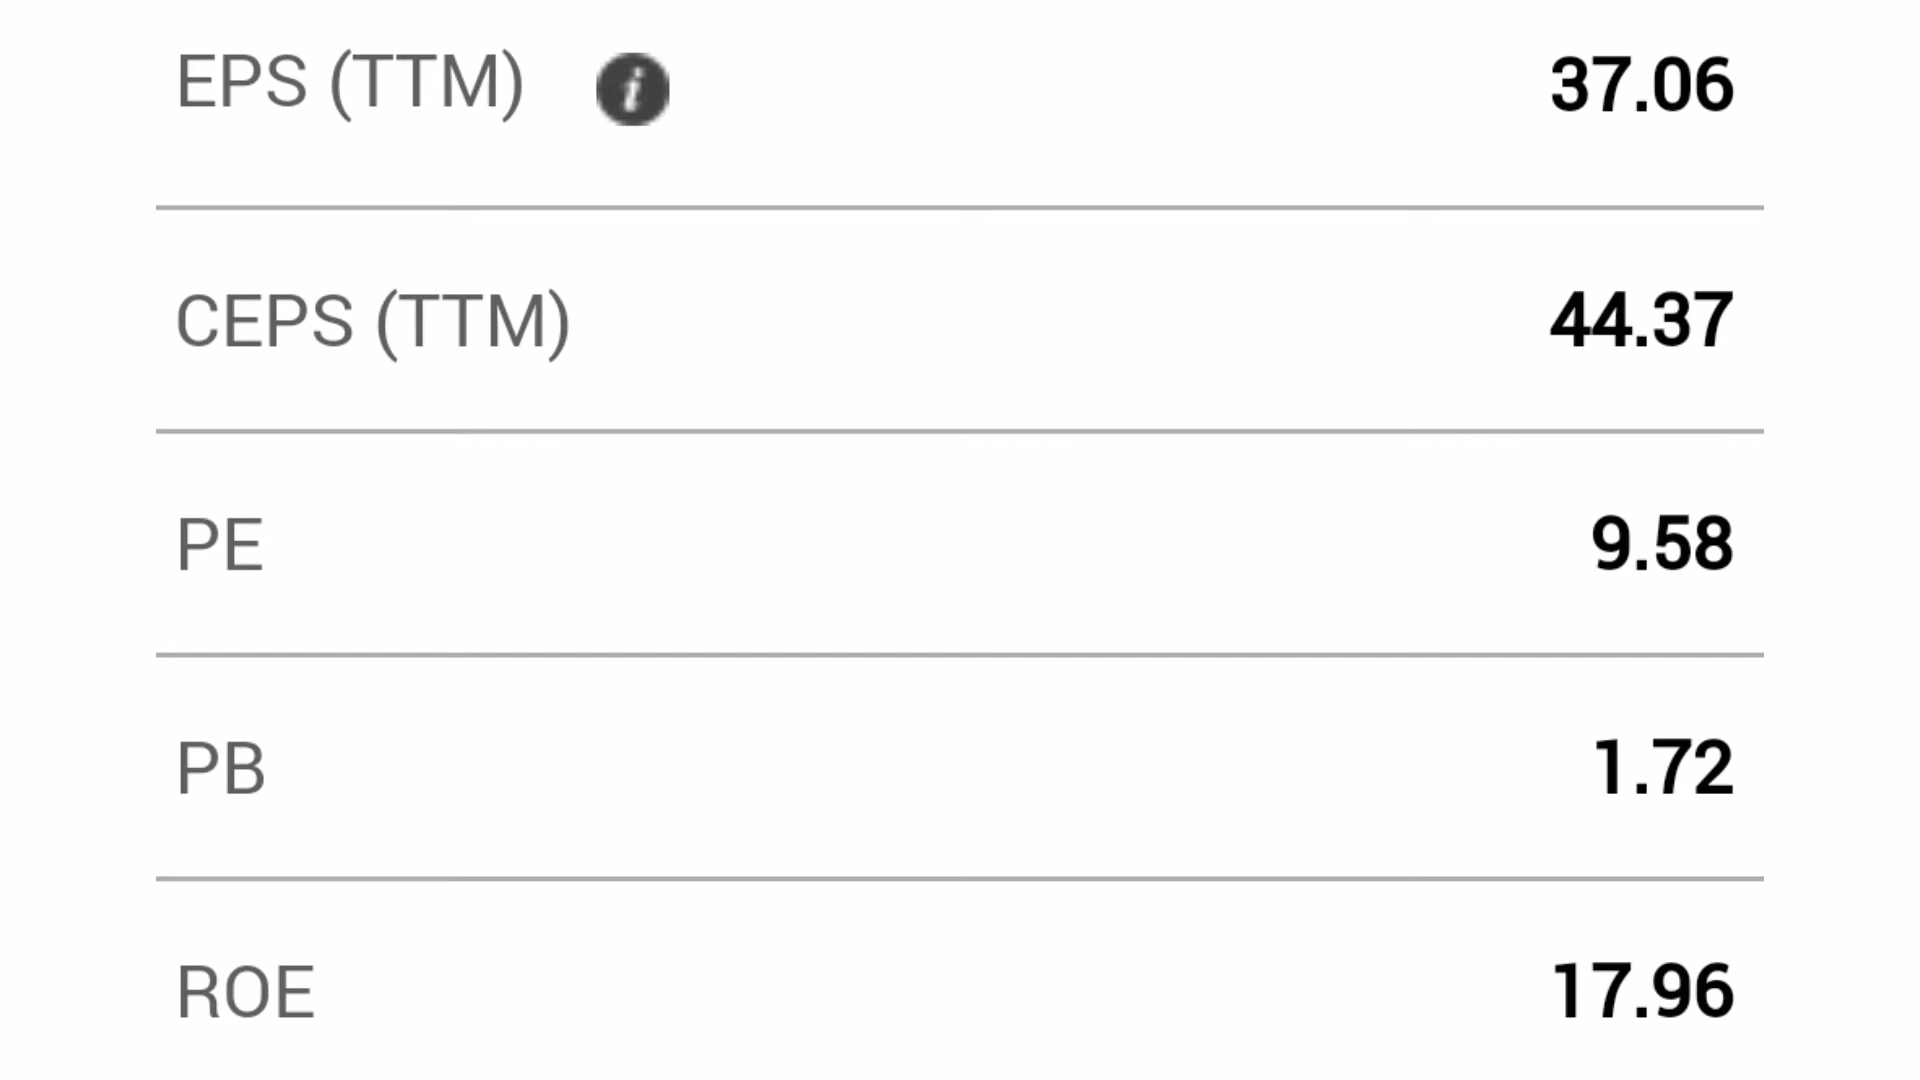 EPS (TTM) 37.06
CEPS (TTM) 44.37
PE 9.58
PB 1.72
ROE 17.96